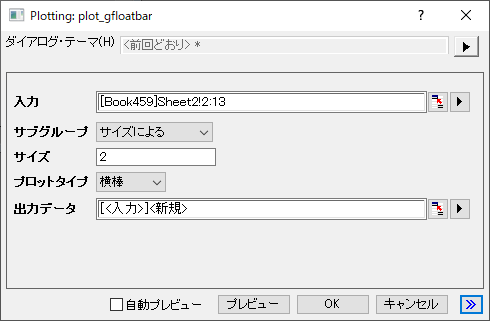 Plotting: plot_gfloatbar
ダイアログ・テーマ(H) <前回どおり> *
入力 [Book459]Sheet2!2:13
サブグループ サイズによる
サイズ 2
プロットタイプ 横棒
出力データ [<入力>]<新規>
自動プレビュー プレビュー OK キャンセル